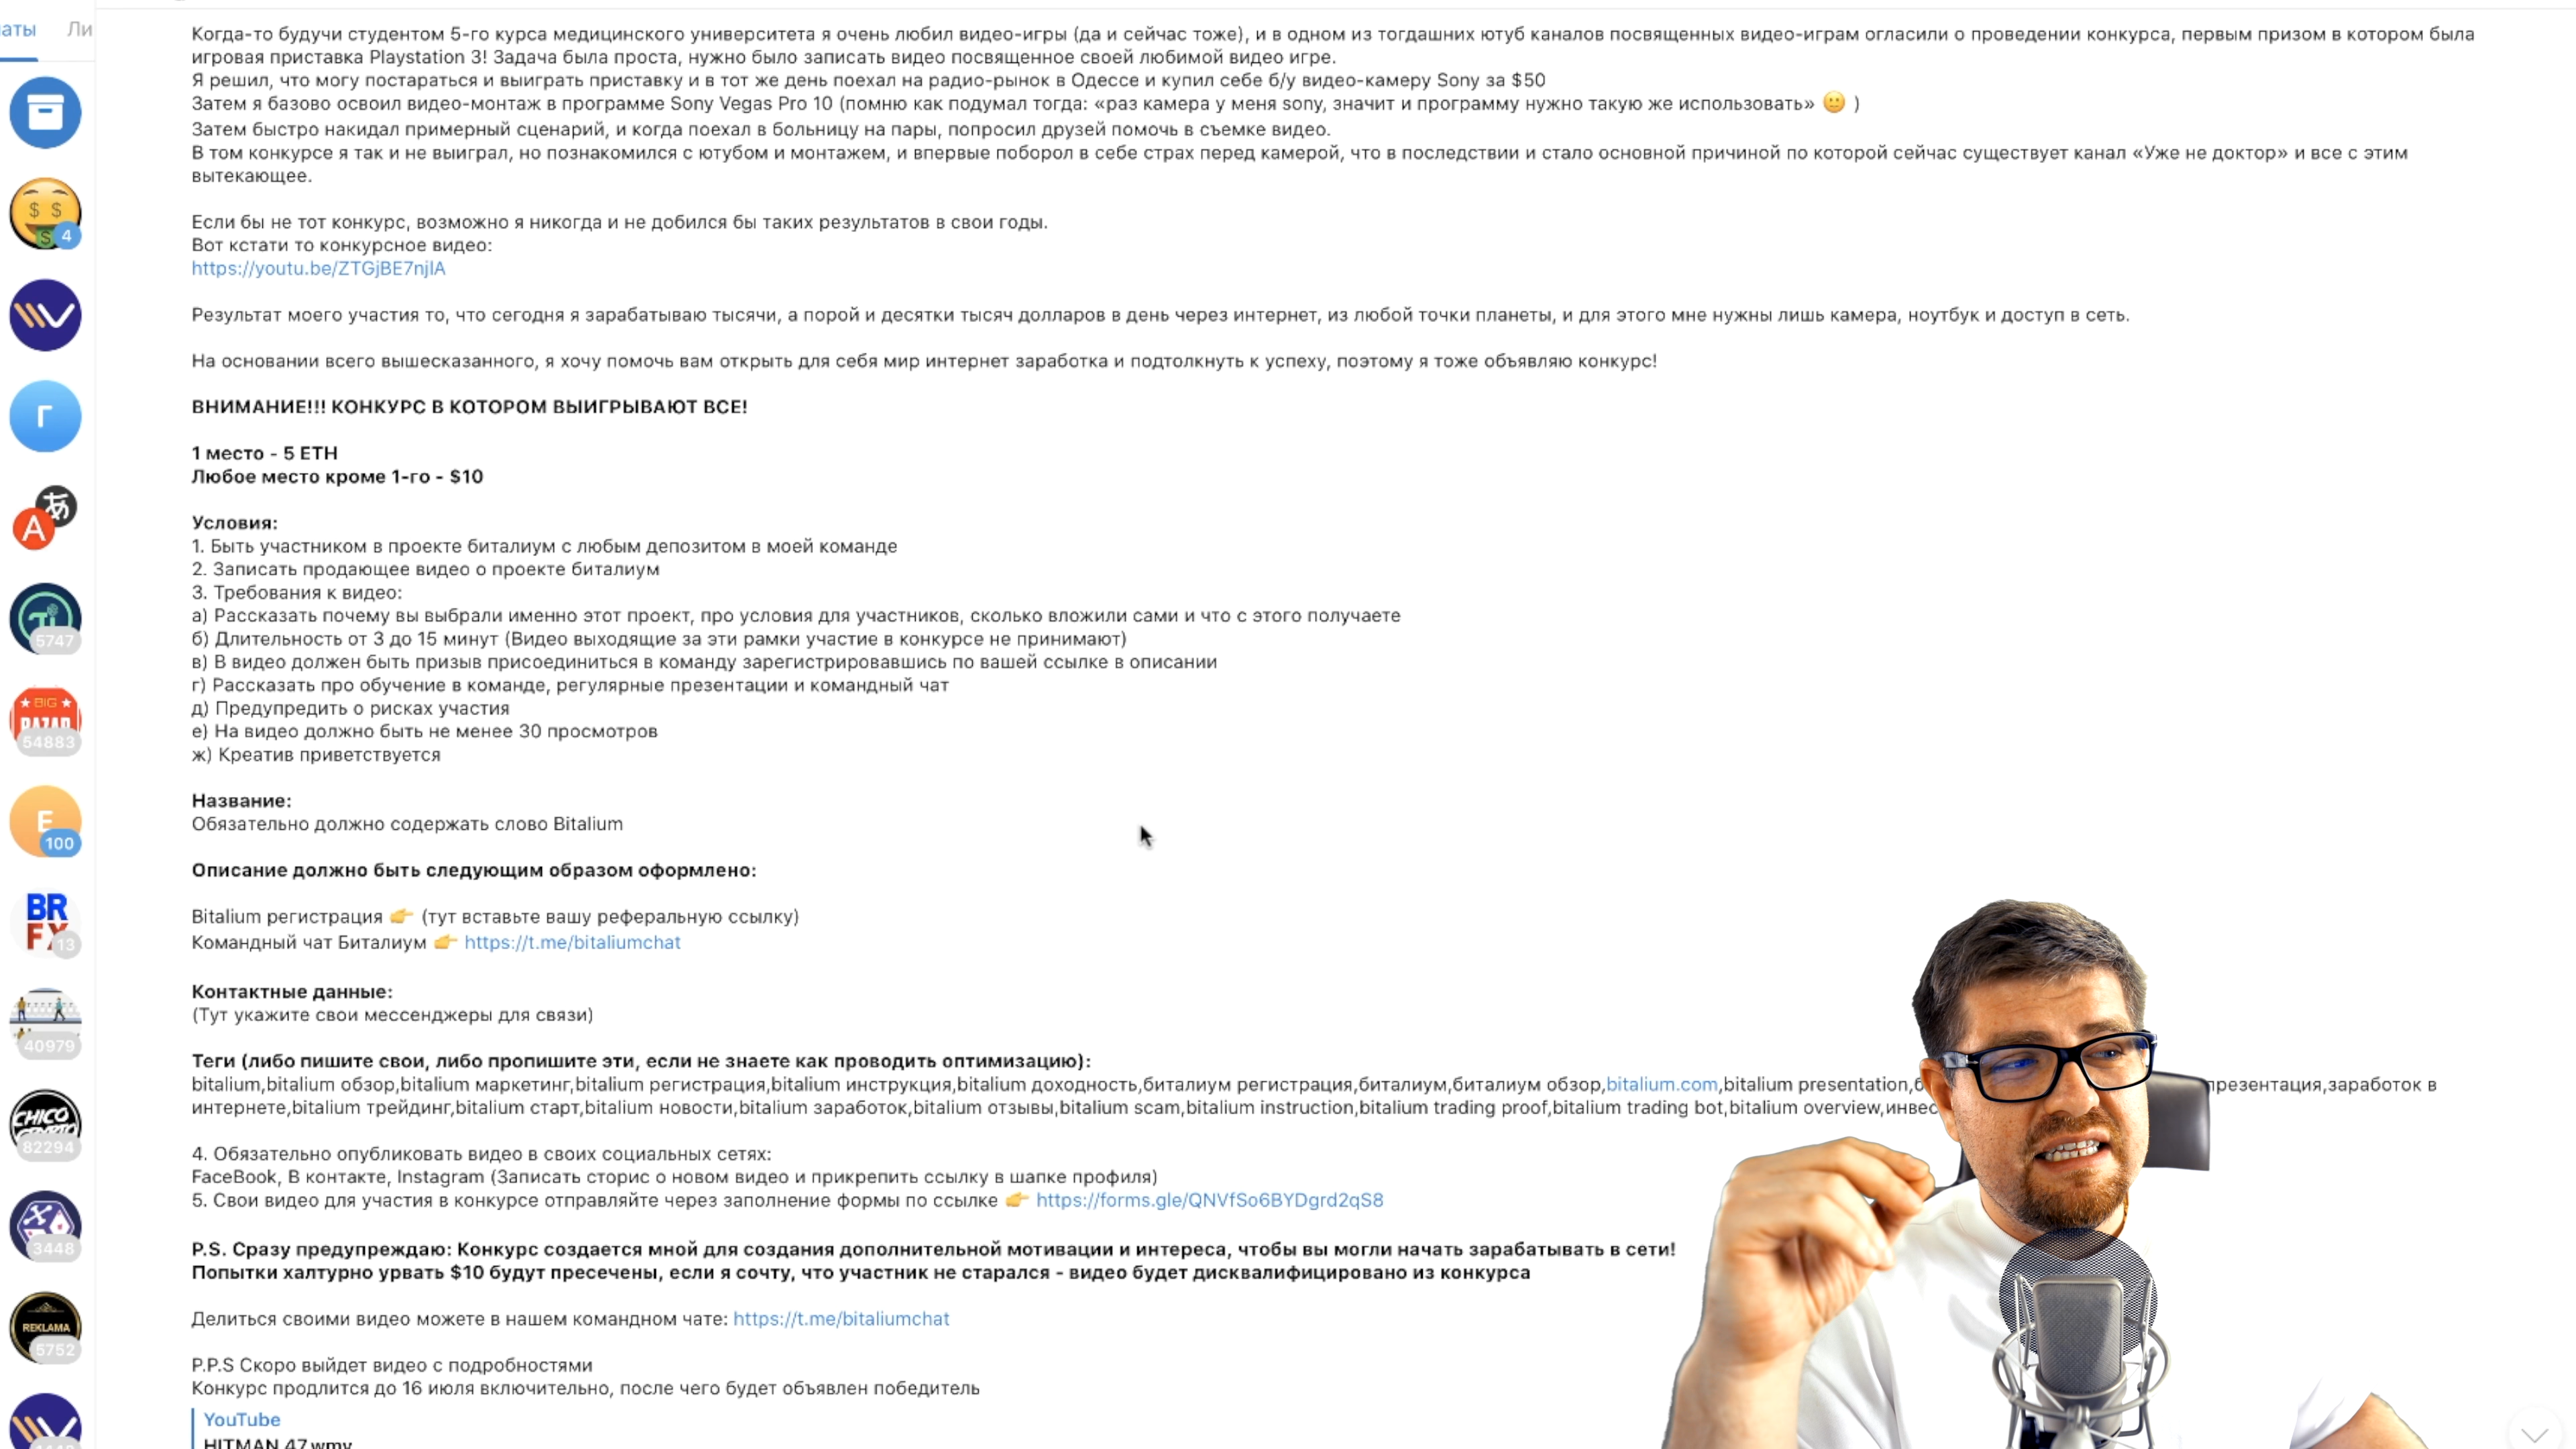 Ли
Когда-то будучи студентом 5-го курса медицинского университета я очень любил видео-игры (да и сейчас тоже), и в одном из тогдашних ютуб каналов посвященных видео-играм огласили о проведении конкурса, первым призом в котором была
игровая приставка Playstation 3! Задача была проста, нужно было записать видео посвященное своей любимой видео игре.
Я решил, что могу постараться и выиграть приставку и в тот же день поехал на радио-рынок в Одессе и купил себе б/у видео-камеру Sony за $50
Затем я базово освоил видео-монтаж в программе Sony Vegas Pro 10 (помню как подумал тогда: «раз камера у меня sony, значит и программу нужно такую же использовать» 🙂 )
Затем быстро накидал примерный сценарий, и когда поехал в больницу на пары, попросил друзей помочь в съемке видео.
В том конкурсе я так и не выиграл, но познакомился с ютубом и монтажем, и впервые поборол в себе страх перед камерой, что в последствии и стало основной причиной по которой сейчас существует канал «Уже не доктор» и все с этим
вытекающее.
Если бы не тот конкурс, возможно я никогда и не добился бы таких результатов в свои годы.
Вот кстати то конкурсное видео:
https://youtu.be/ZTGjBE7njlA
Результат моего участия то, что сегодня я зарабатываю тысячи, а порой и десятки тысяч долларов в день через интернет, из любой точки планеты, и для этого мне нужны лишь камера, ноутбук и доступ в сеть.
На основании всего вышесказанного, я хочу помочь вам открыть для себя мир интернет заработка и подтолкнуть к успеху, поэтому я тоже объявляю конкурс!
ВНИМАНИЕ!!! КОНКУРС В КОТОРОМ ВЫИГРЫВАЮТ ВСЕ!
1 место - 5 ETH
Любое место кроме 1-го - $10
Условия:
1. Быть участником в проекте биталиум с любым депозитом в моей команде
2. Записать продающее видео о проекте биталиум
3. Требования к видео:
а) Рассказать почему вы выбрали именно этот проект, про условия для участников, сколько вложили сами и что с этого получаете
б) Длительность от 3 до 15 минут (Видео выходящие за эти рамки участие в конкурсе не принимают)
в) В видео должен быть призыв присоединиться в команду зарегистрировавшись по вашей ссылке в описании
г) Рассказать про обучение в команде, регулярные презентации и командный чат
д) Предупредить о рисках участия
е) На видео должно быть не менее 30 просмотров
ж) Креатив приветствуется
Название:
Обязательно должно содержать слово Bitalium
Описание должно быть следующим образом оформлено:
Bitalium регистрация 👉 (тут вставьте вашу реферальную ссылку)
Командный чат Биталиум 👉 https://t.me/bitaliumchat
Контактные данные:
(Тут укажите свои мессенджеры для связи)
Теги (либо пишите свои, либо пропишите эти, если не знаете как проводить оптимизацию):
bitalium,bitalium обзор,bitalium маркетинг,bitalium регистрация,bitalium инструкция,bitalium доходность,биталиум регистрация,биталиум,биталиум обзор,bitalium.com,bitalium presentation, презентация,заработок в
интернете,bitalium трейдинг,bitalium старт,bitalium новости,bitalium заработок,bitalium отзывы,bitalium scam,bitalium instruction,bitalium trading proof,bitalium trading bot,bitalium overview,
4. Обязательно опубликовать видео в своих социальных сетях:
FaceBook, В контакте, Instagram (Записать сторис о новом видео и прикрепить ссылку в шапке профиля)
5. Свои видео для участия в конкурсе отправляйте через заполнение формы по ссылке 👉 https://forms.gle/QNVfSo6BYDgrd2qS8
P.S. Сразу предупреждаю: Конкурс создается мной для создания дополнительной мотивации и интереса, чтобы вы могли начать зарабатывать в сети!
Попытки халтурно урвать $10 будут пресечены, если я сочту, что участник не старался - видео будет дисквалифицировано из конкурса
Делиться своими видео можете в нашем командном чате: https://t.me/bitaliumchat
P.P.S Скоро выйдет видео с подробностями
Конкурс продлится до 16 июля включительно, после чего будет объявлен победитель
YouTube
HITMAN 47.wmv
4
Г
A
あ
5747
BIG
54883
E
100
BR
FX
13
40979
CHICO
82294
3448
REKLAMA
5752